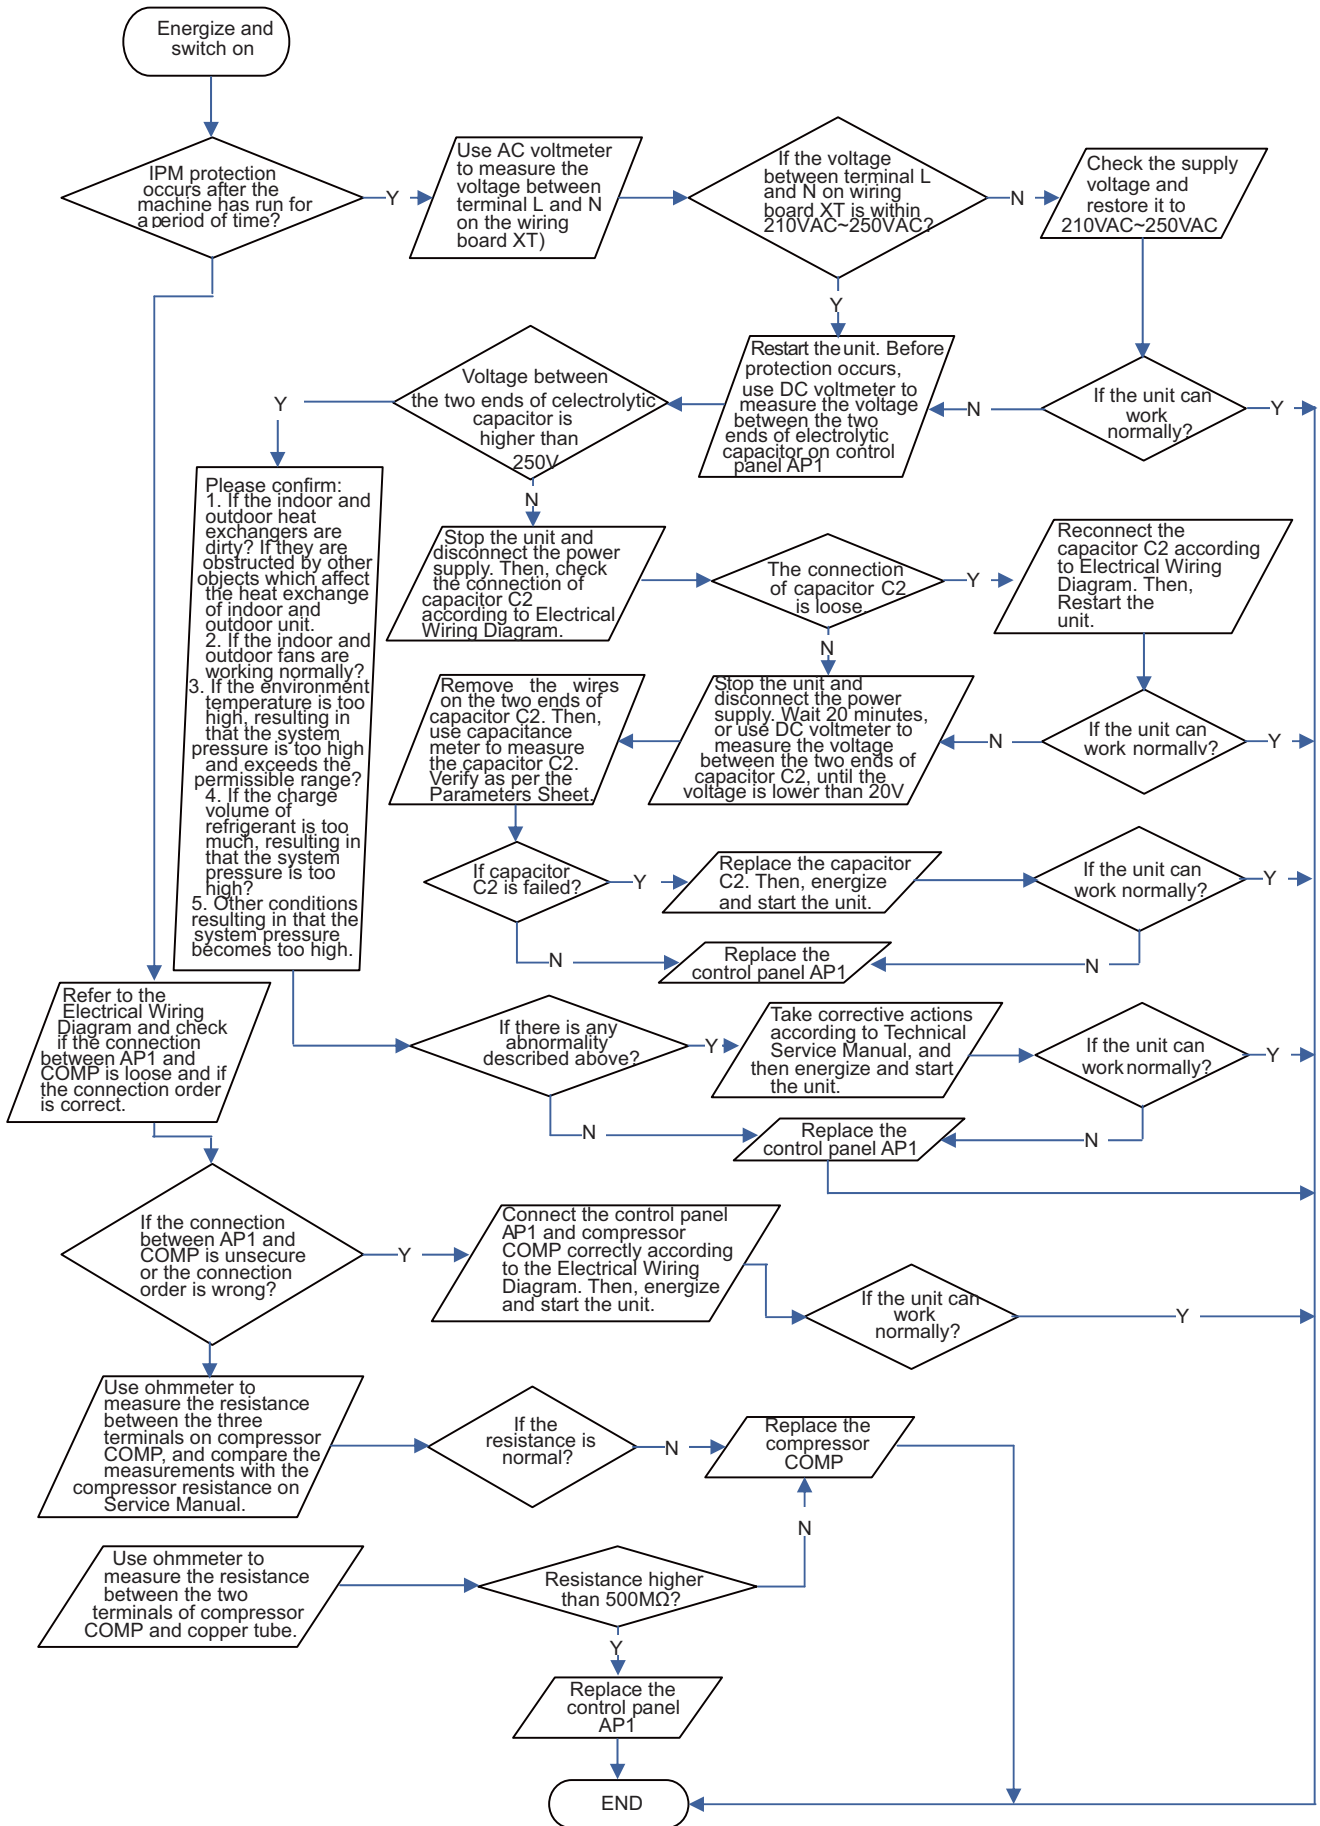 Energize and
switch on
IPM protection
occurs after the
machine has run for
a period of time?
Y
Use AC voltmeter
to measure the
voltage between
terminal L and N
on the wiring
board XT)
If the voltage
between terminal L
and N on wiring
board XT is within
210VAC~250VAC?
N
Check the supply
voltage and
restore it to
210VAC~250VAC
Y
Restart the unit. Before
protection occurs,
use DC voltmeter to
measure the voltage
between the two
ends of electrolytic
capacitor on control
panel AP1
N
If the unit can
work
normally?
Y
Voltage between
the two ends of celectrolytic
capacitor is
higher than
250V
Y
N
Please confirm:
1. If the indoor and
outdoor heat
exchangers are
dirty? If they are
obstructed by other
objects which affect
the heat exchange
of indoor and
outdoor unit.
2. If the indoor and
outdoor fans are
working normally?
3. If the environment
temperature is too
high, resulting in
that the system
pressure is too high
and exceeds the
permissible range?
4. If the charge
volume of
refrigerant is too
much, resulting in
that the system
pressure is too
high?
5. Other conditions
resulting in that the
system pressure
becomes too high.
Stop the unit and
disconnect the power
supply. Then, check
the connection of
capacitor C2
according to Electrical
Wiring Diagram.
The connection
of capacitor C2
is loose.
Y
Reconnect the
capacitor C2 according
to Electrical Wiring
Diagram. Then,
Restart the
unit.
N
Remove the wires
on the two ends of
capacitor C2. Then,
use capacitance
meter to measure
the capacitor C2.
Verify as per the
Parameters Sheet.
Stop the unit and
disconnect the power
supply. Wait 20 minutes,
or use DC voltmeter to
measure the voltage
between the two ends of
capacitor C2, until the
voltage is lower than 20V
N
If the unit can
work normally?
Y
If capacitor
C2 is failed?
Y
Replace the capacitor
C2. Then, energize
and start the unit.
If the unit can
work normally?
Y
N
Replace the
control panel AP1
N
Refer to the
Electrical Wiring
Diagram and check
if the connection
between AP1 and
COMP is loose and if
the connection order
is correct.
If there is any
abnormality
described above?
Y
Take corrective actions
according to Technical
Service Manual, and
then energize and start
the unit.
If the unit can
work normally?
Y
N
Replace the
control panel AP1
N
If the connection
between AP1 and
COMP is unsecure
or the connection
order is wrong?
Y
Connect the control panel
AP1 and compressor
COMP correctly according
to the Electrical Wiring
Diagram. Then, energize
and start the unit.
If the unit can
work
normally?
Y
Use ohmmeter to
measure the resistance
between the three
terminals on compressor
COMP, and compare the
measurements with the
compressor resistance on
Service Manual.
If the
resistance is
normal?
N
Replace the
compressor
COMP
N
Use ohmmeter to
measure the resistance
between the two
terminals of compressor
COMP and copper tube.
Resistance higher
than 500MΩ?
Y
Replace the
control panel
AP1
END